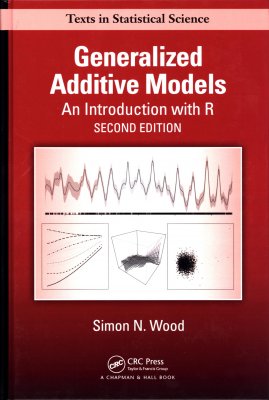 Texts in Statistical Science
Generalized
Additive Models
An Introduction with R
SECOND EDITION
Simon N. Wood
CRC
CRC Press
Taylor & Francis Group
A CHAPMAN & HALL BOOK